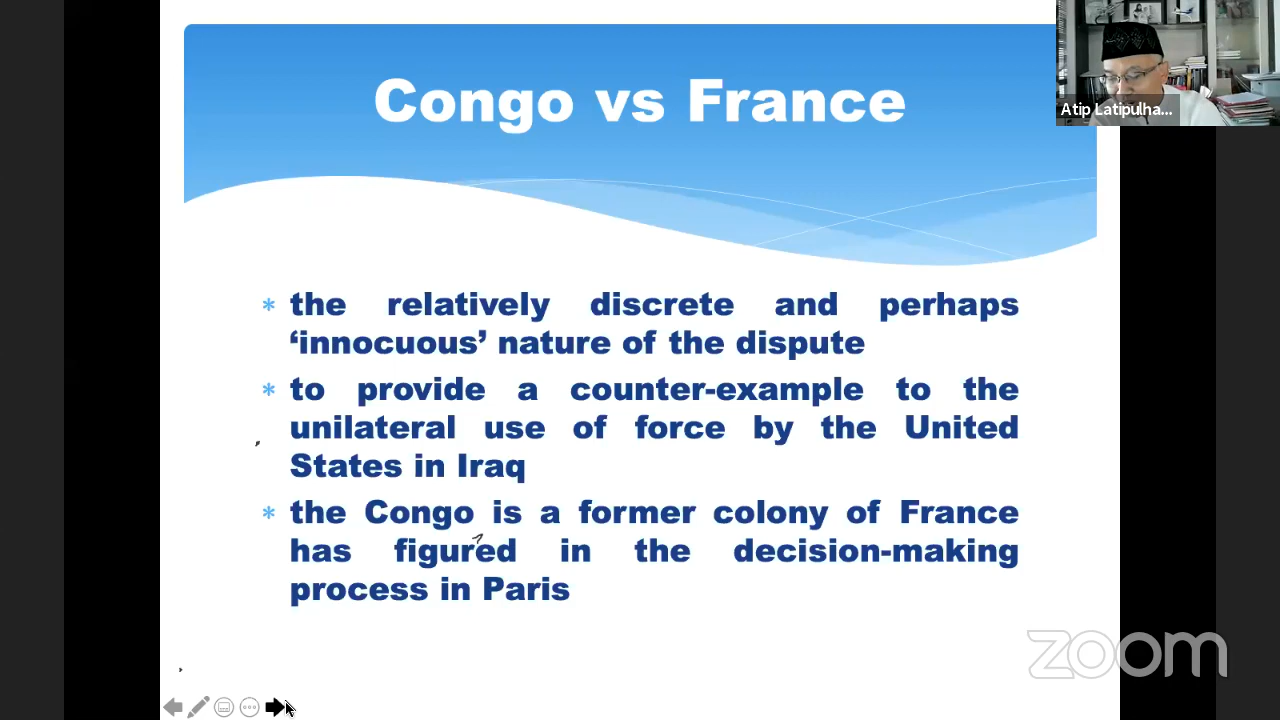 Congo vs France
Atip Latipulha...
* the relatively discrete and perhaps
‘innocuous’ nature of the dispute
* to provide a counter-example to the
unilateral use of force by the United
States in Iraq
* the Congo is a former colony of France
has figured in the decision-making
process in Paris
zoom